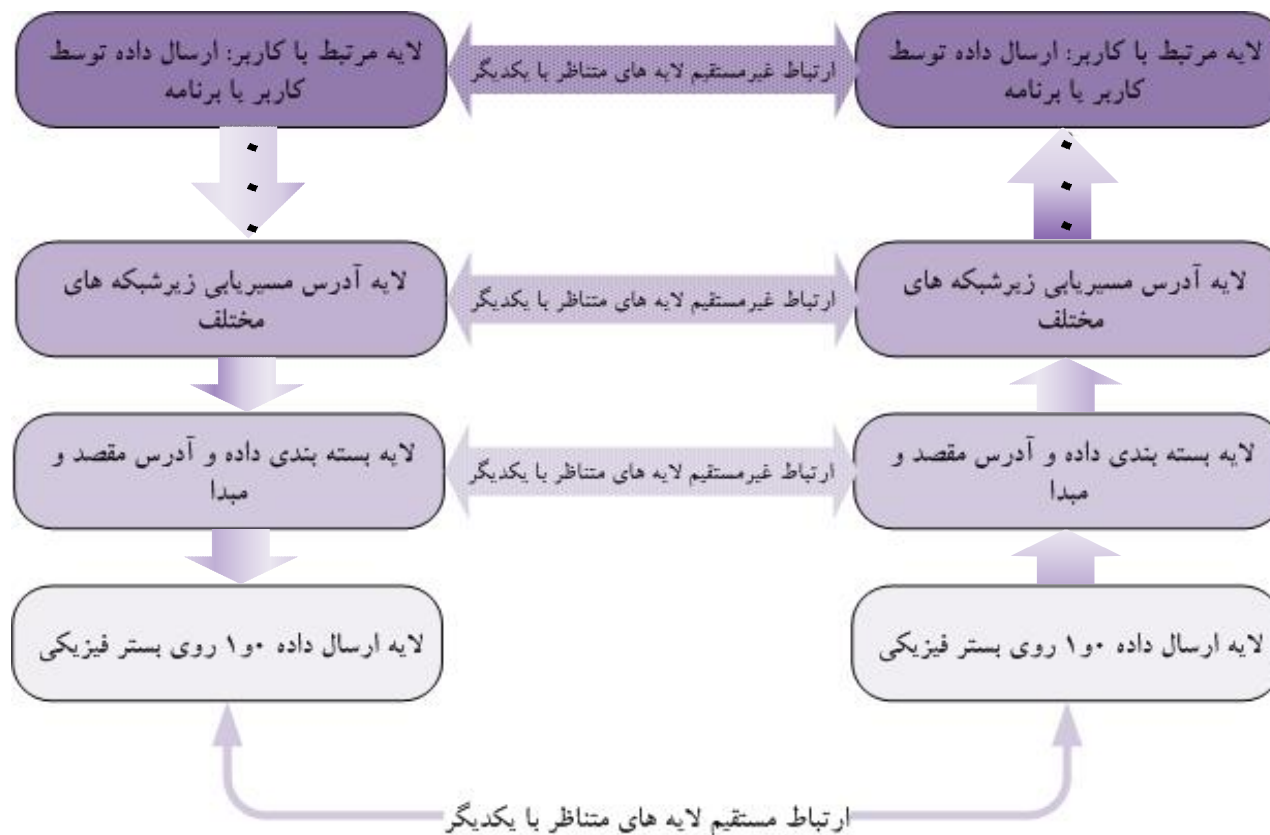 لایه مرتبط با کاربر: ارسال داده توسط
کاربر یا برنامه
ارتباط غیرمستقیم لایه های متناظر با یکدیگر
لایه مرتبط با کاربر: ارسال داده توسط
کاربر یا برنامه
لایه آدرس مسیریابی زیرشبکه های
مختلف
ارتباط غیرمستقیم لایه های متناظر با یکدیگر
لایه آدرس مسیریابی زیرشبکه های
مختلف
لایه بسته بندی داده و آدرس مقصد و
مبدا
ارتباط غیرمستقیم لایه های متناظر با یکدیگر
لایه بسته بندی داده و آدرس مقصد و
مبدا
لایه ارسال داده ۰و۱ روی بستر فیزیکی
لایه ارسال داده ۰و۱ روی بستر فیزیکی
ارتباط مستقیم لایه های متناظر با یکدیگر